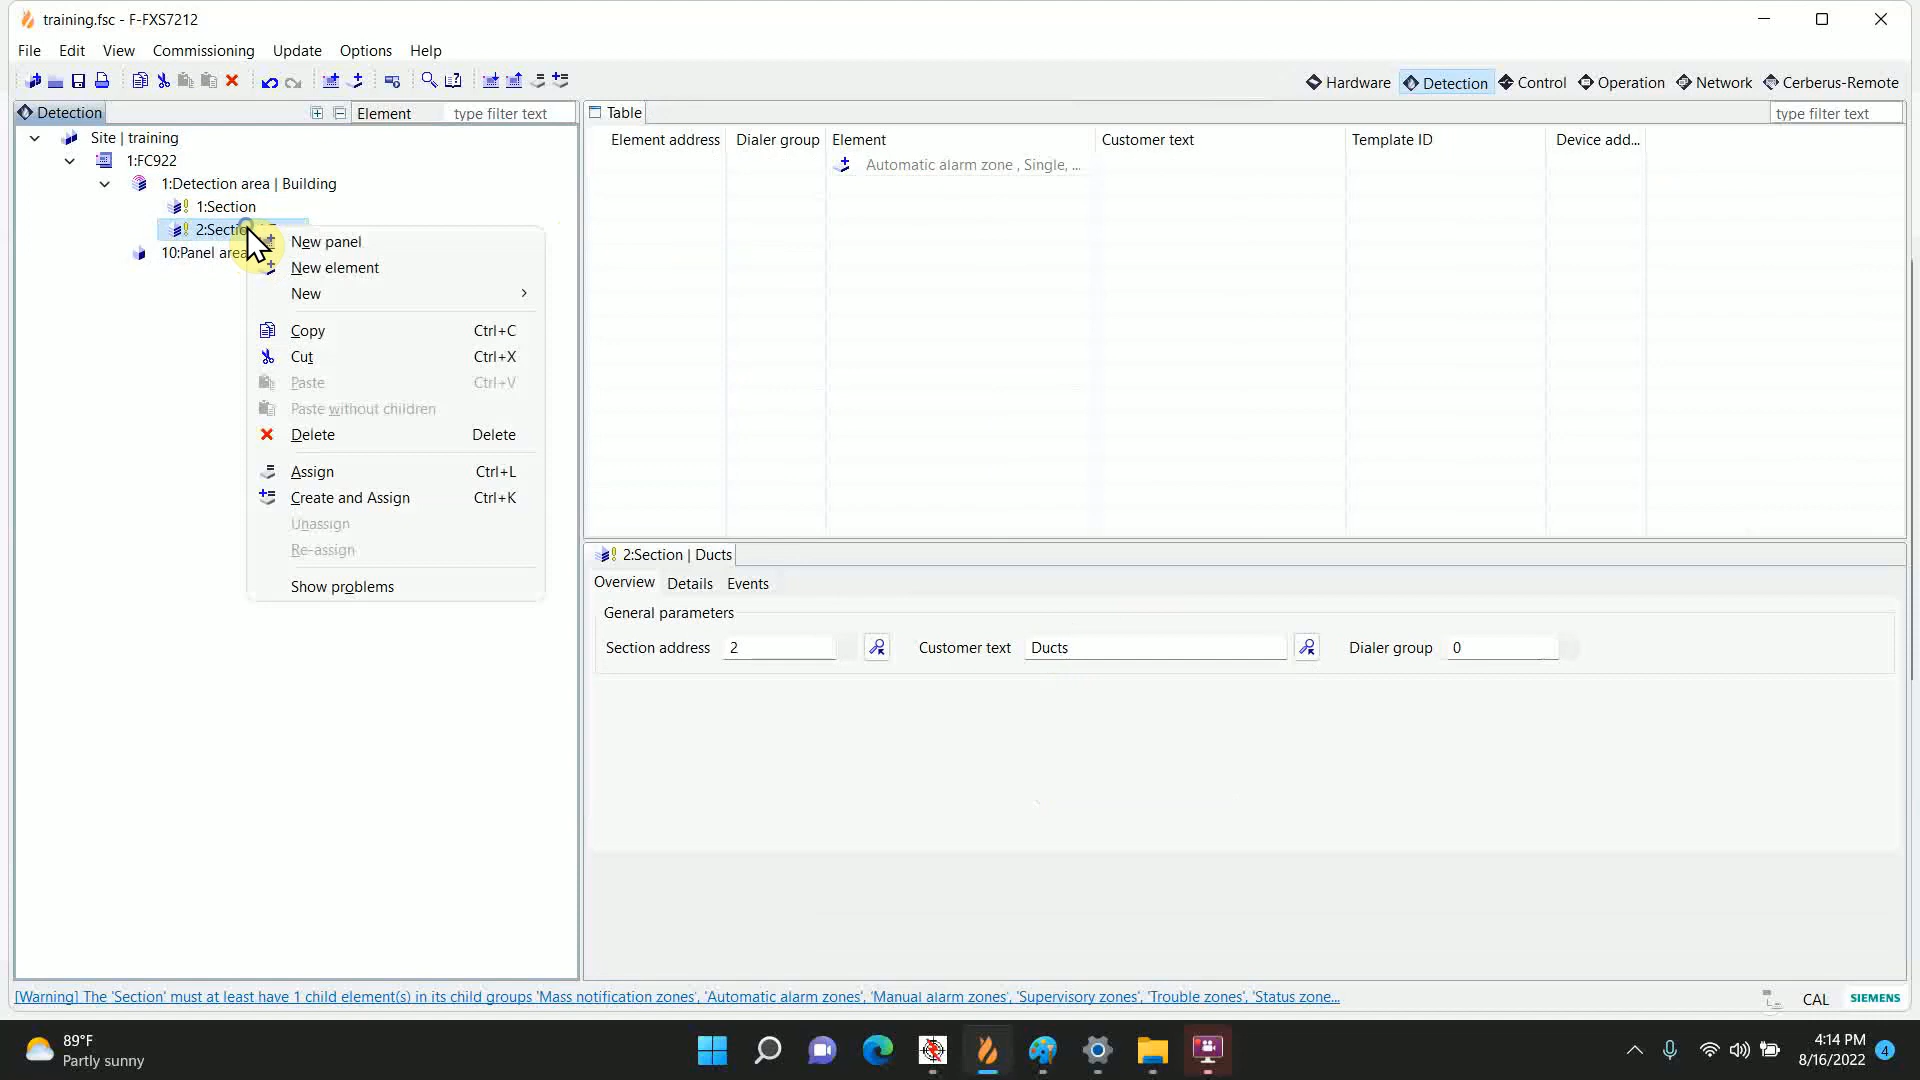 training.fsc - F-FXS7212
File Edit View Commissioning Update Options Help
Hardware Detection Control Operation Network Cerberus-Remote
Detection Element type filter text
Site | training
1:FC922
1:Detection area | Building
1:Section
2:Sectio
10:Panel area
New panel
New element
New
Copy Ctrl+C
Cut Ctrl+X
Paste Ctrl+V
Paste without children
Delete Delete
Assign Ctrl+L
Create and Assign Ctrl+K
Unassign
Re-assign
Show problems
Table type filter text
Element address Dialer group Element Customer text Template ID Device add...
Automatic alarm zone , Single, ...
2:Section | Ducts
Overview Details Events
General parameters
Section address 2 Customer text Ducts Dialer group 0
[Warning] The 'Section' must at least have 1 child element(s) in its child groups 'Mass notification zones', 'Automatic alarm zones', 'Manual alarm zones', 'Supervisory zones', 'Trouble zones', 'Status zone...
CAL SIEMENS
89°F
Partly sunny
4:14 PM
8/16/2022
4